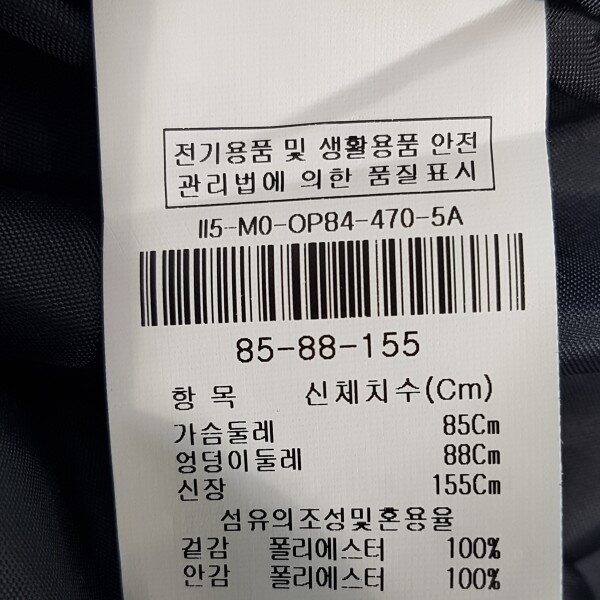 전기용품 및 생활용품 안전
관리법에 의한 품질표시
II5-M0-OP84-470-5A
85-88-155
항 목 신체치수(Cm)
가슴둘레 85Cm
엉덩이둘레 88Cm
신장 155Cm
섬유의조성및혼용율
겉감 폴리에스터 100%
안감 폴리에스터 100%